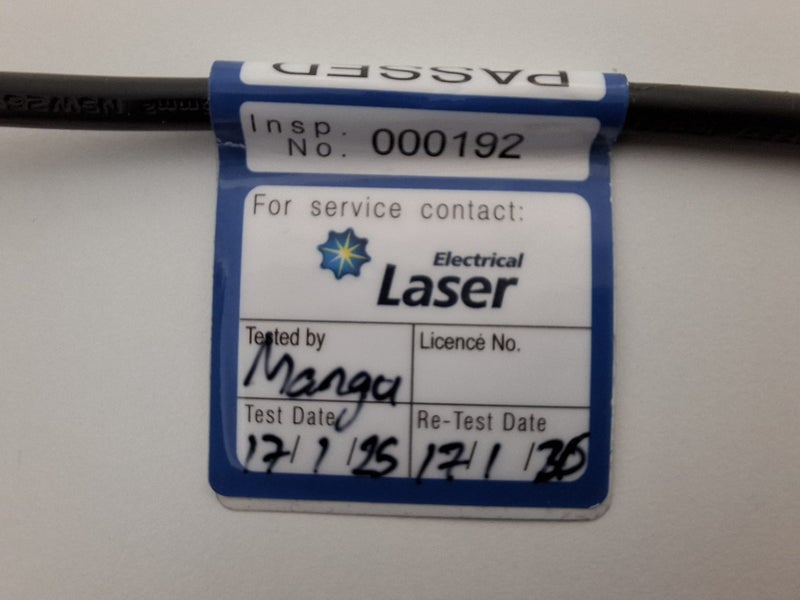 PASSED
Insp. No. 000192
For service contact:
Electrical
Laser
Tested by
Licence No.
Manga
Test Date
Re-Test Date
17/1/25
17/1/